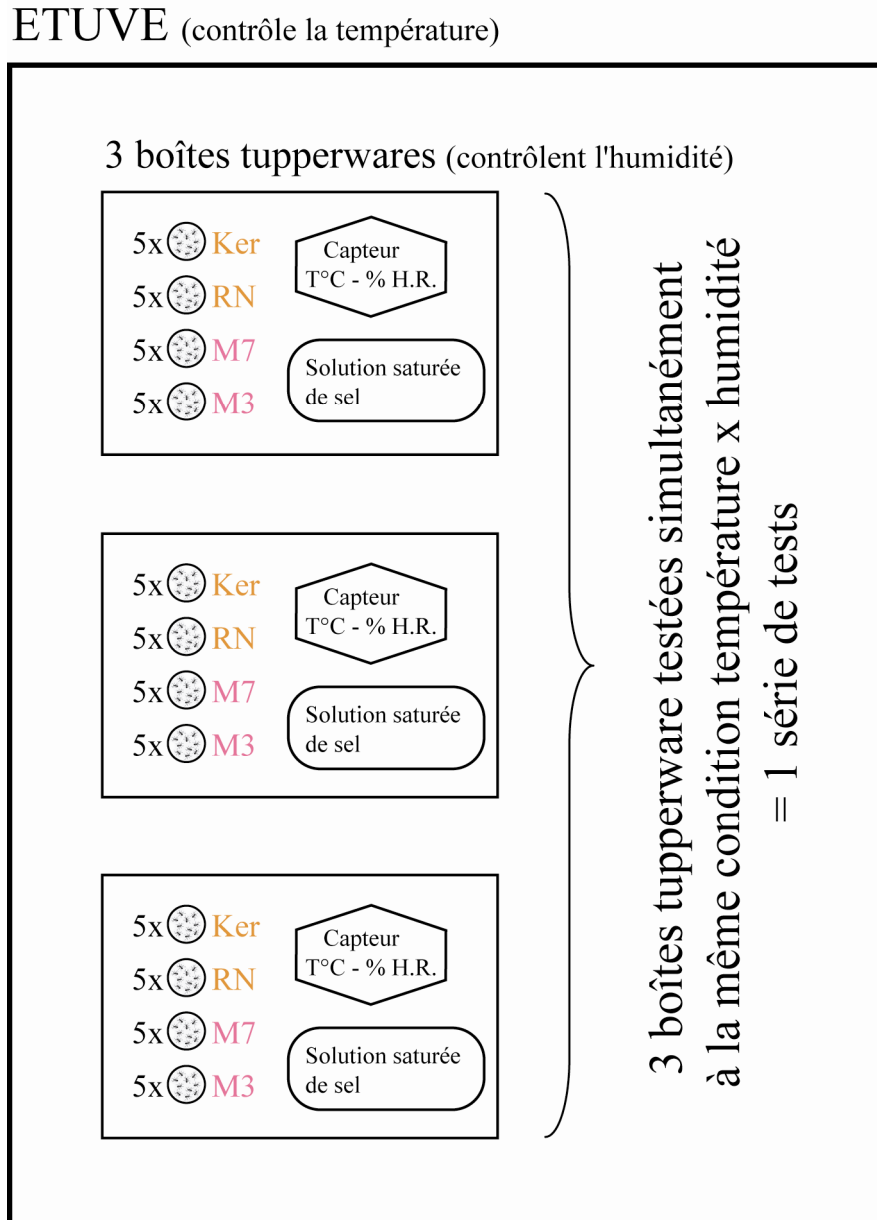 ETUVE (contrôle la température)
3 boîtes tupperwares (contrôlent l'humidité)
5x Ker
5x RN
5x M7
5x M3
Capteur
T°C - % H.R.
Solution saturée
de sel
5x Ker
5x RN
5x M7
5x M3
Capteur
T°C - % H.R.
Solution saturée
de sel
5x Ker
5x RN
5x M7
5x M3
Capteur
T°C - % H.R.
Solution saturée
de sel
3 boîtes tupperware testées simultanément
à la même condition température x humidité
= 1 série de tests